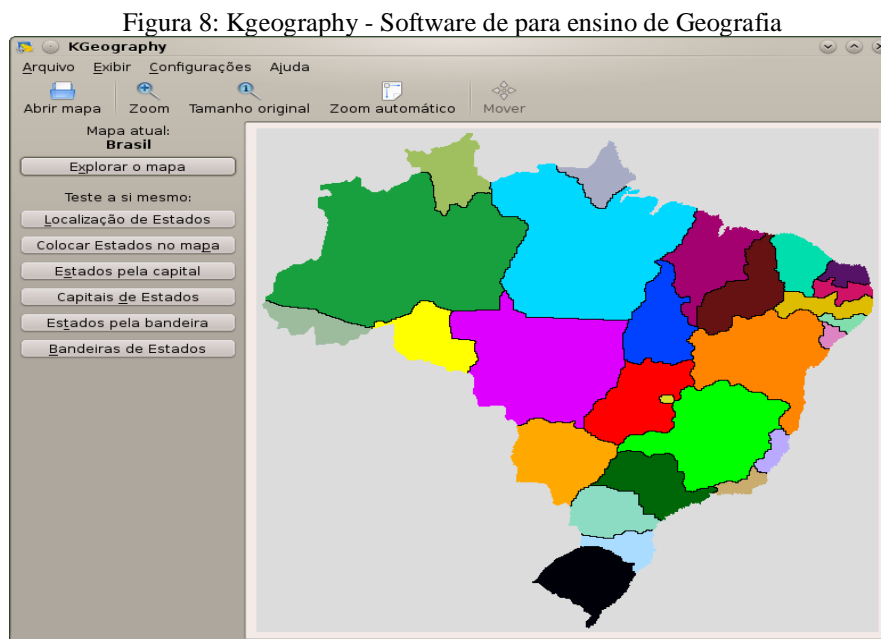 Figura 8: Kgeography - Software de para ensino de Geografia
KGeography
Arquivo Exibir Configurações Ajuda
Abrir mapa Zoom Tamanho original Zoom automático Mover
Mapa atual:
Brasil
Explorar o mapa
Teste a si mesmo:
Localização de Estados
Colocar Estados no mapa
Estados pela capital
Capitais de Estados
Estados pela bandeira
Bandeiras de Estados